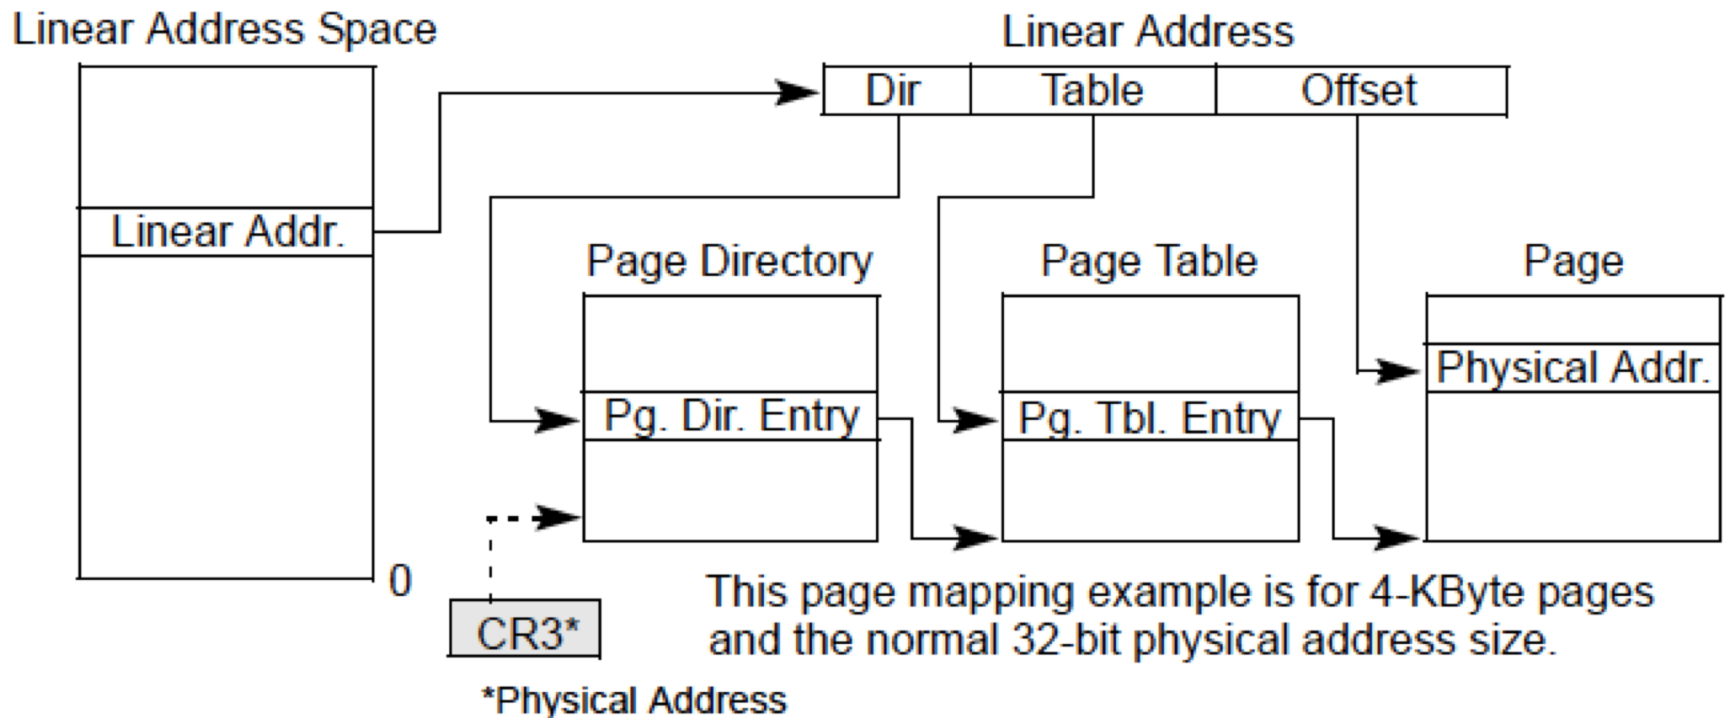 Linear Address Space
Linear Address
Dir
Table
Offset
Linear Addr.
Page Directory
Page Table
Page
Physical Addr.
Pg. Dir. Entry
Pg. Tbl. Entry
0
CR3*
This page mapping example is for 4-KByte pages
and the normal 32-bit physical address size.
*Physical Address